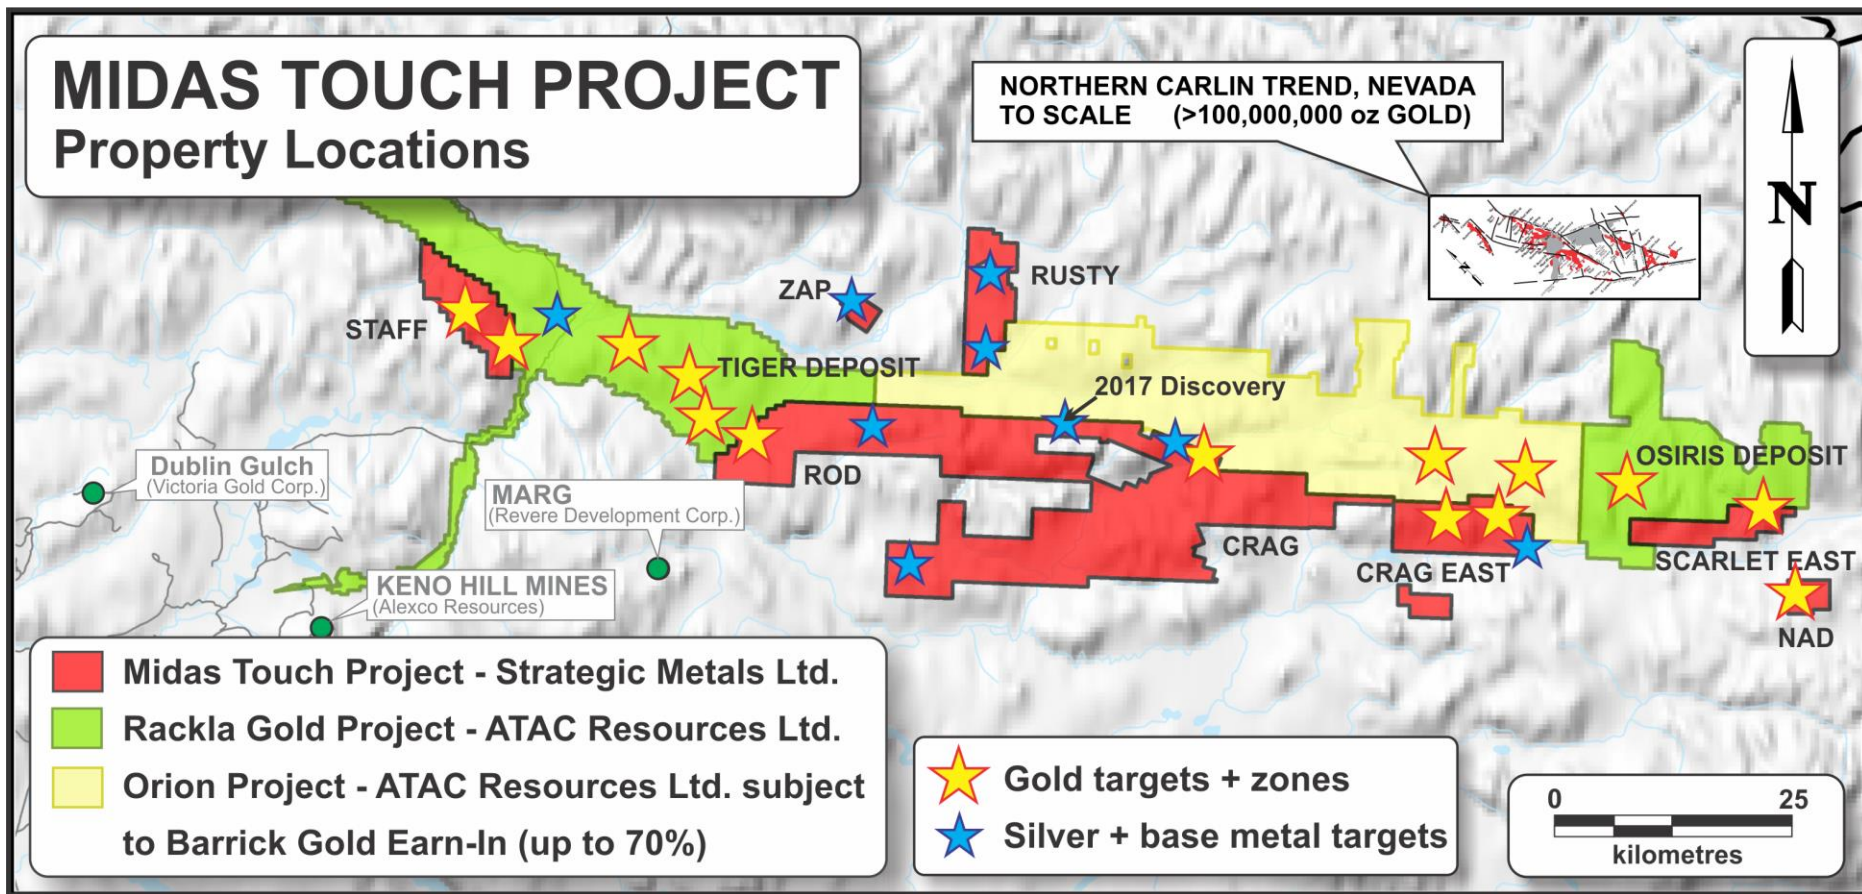 MIDAS TOUCH PROJECT
Property Locations
NORTHERN CARLIN TREND, NEVADA
TO SCALE (>100,000,000 oz GOLD)
N
N
ZAP
RUSTY
STAFF
TIGER DEPOSIT
2017 Discovery
Dublin Gulch
(Victoria Gold Corp.)
MARG
(Revere Development Corp.)
ROD
OSIRIS DEPOSIT
CRAG
CRAG EAST
SCARLET EAST
KENO HILL MINES
(Alexco Resources)
NAD
Midas Touch Project - Strategic Metals Ltd.
Rackla Gold Project - ATAC Resources Ltd.
Orion Project - ATAC Resources Ltd. subject
to Barrick Gold Earn-In (up to 70%)
Gold targets + zones
Silver + base metal targets
0 25
kilometres